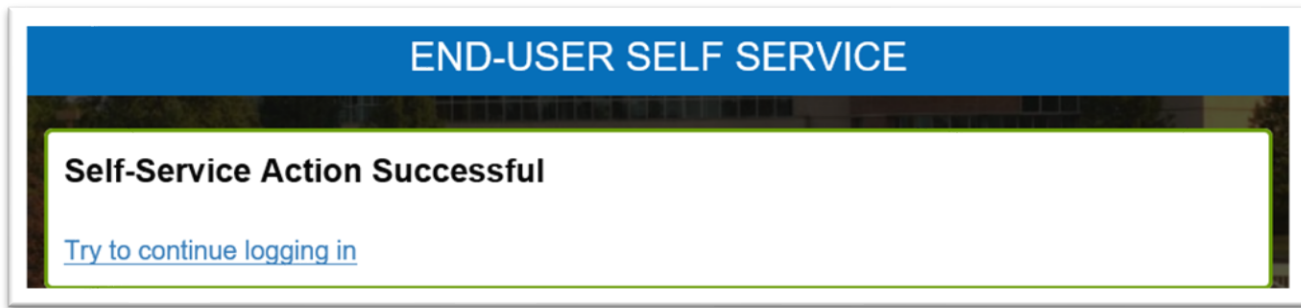 END-USER SELF SERVICE
Self-Service Action Successful
Try to continue logging in